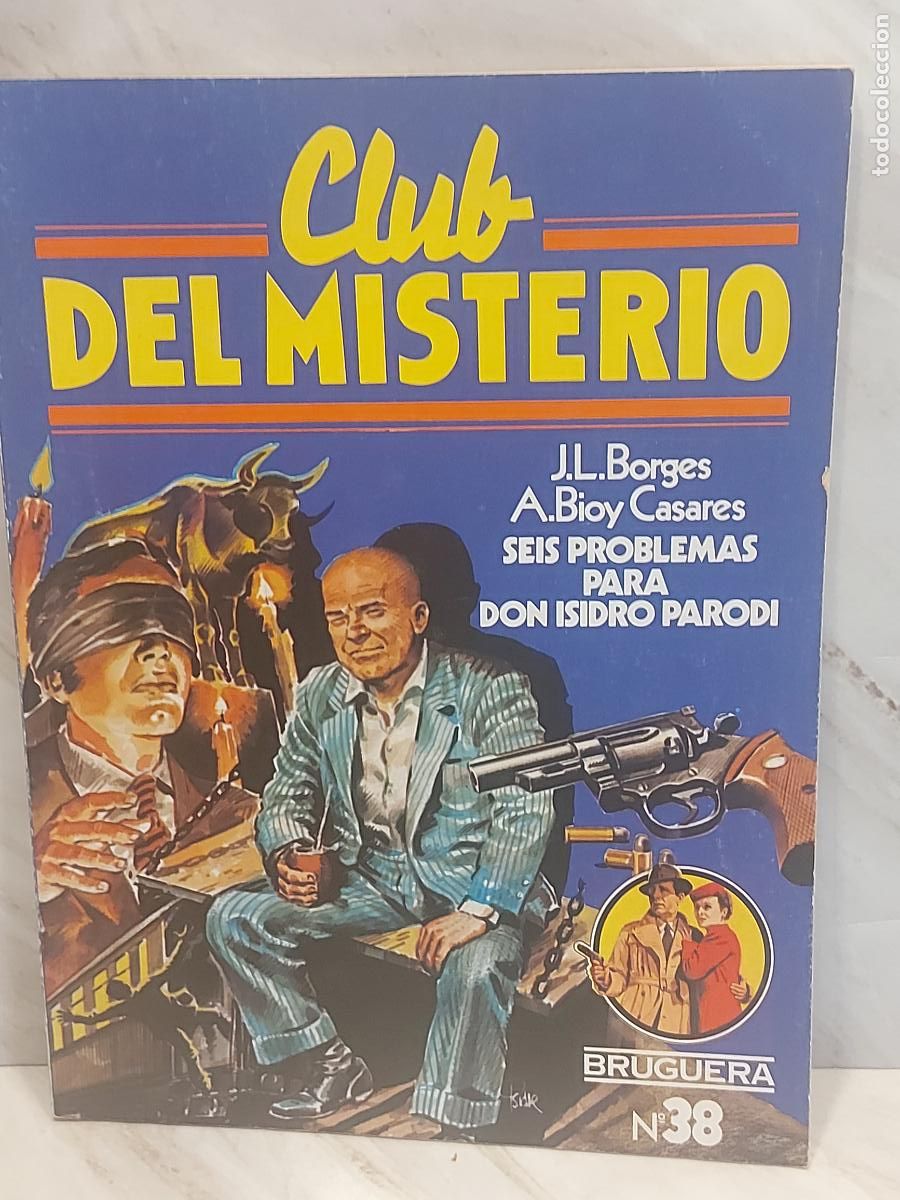 todocoleccion
Club
DEL MISTERIO
J.L.Borges
A.Bioy Casares
SEIS PROBLEMAS
PARA
DON ISIDRO PARODI
BRUGUERA
Nº38